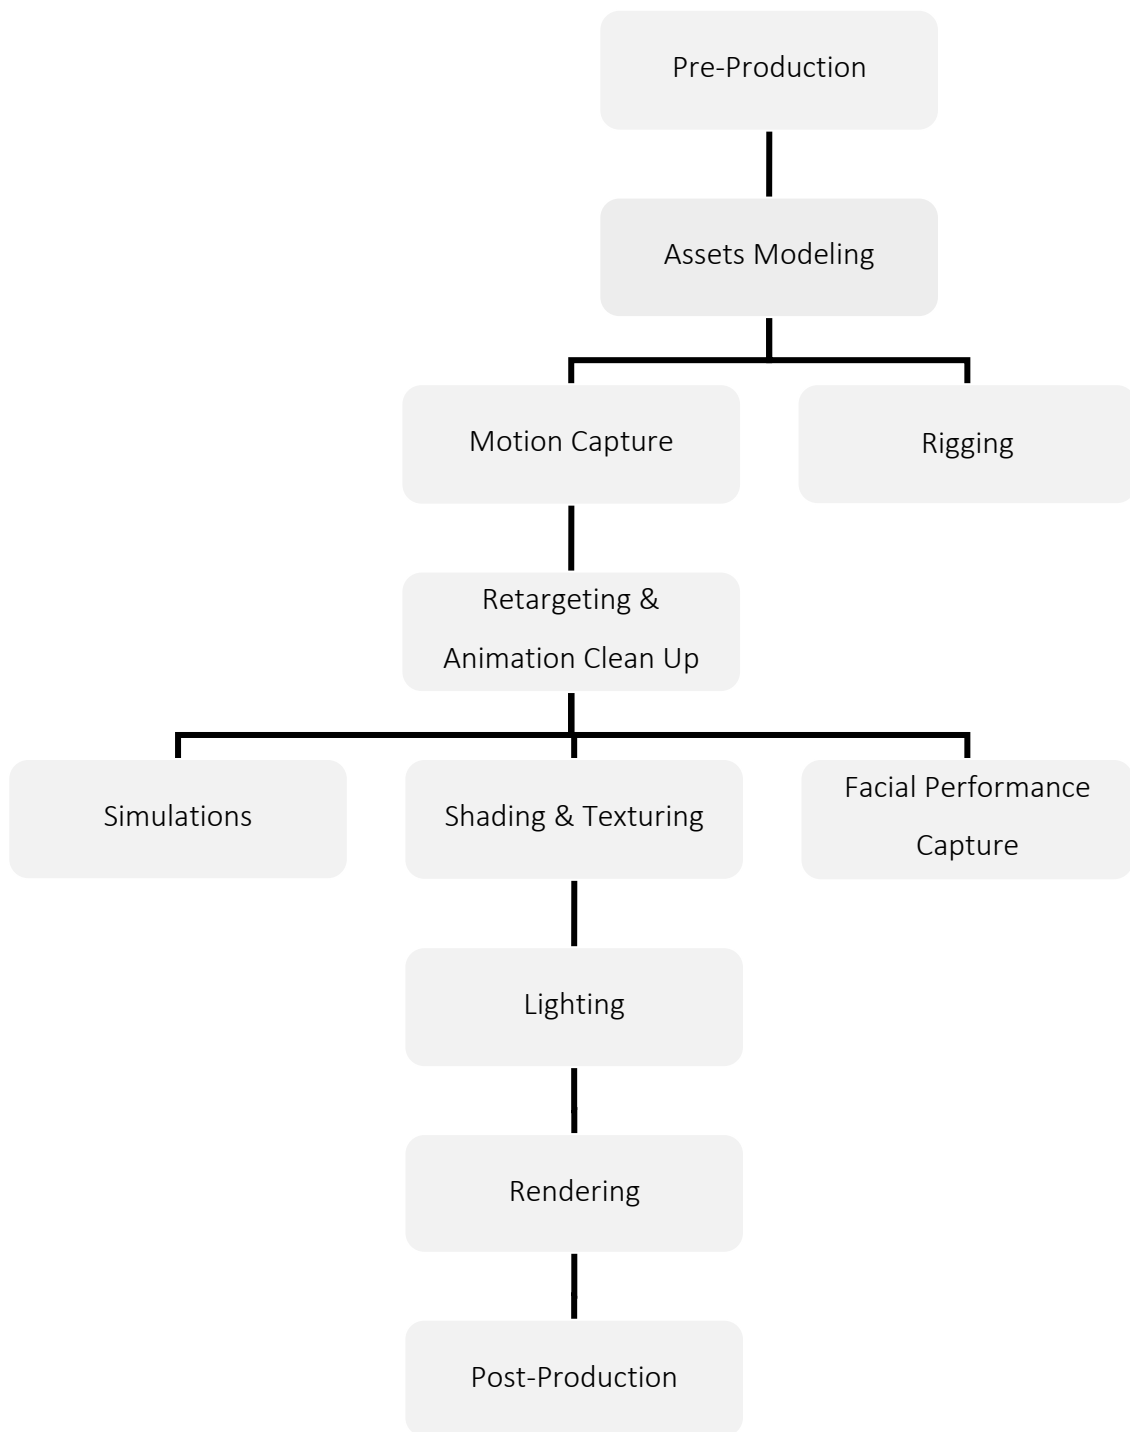 Pre-Production
Assets Modeling
Motion Capture
Rigging
Retargeting &
Animation Clean Up
Simulations
Shading & Texturing
Facial Performance
Capture
Lighting
Rendering
Post-Production